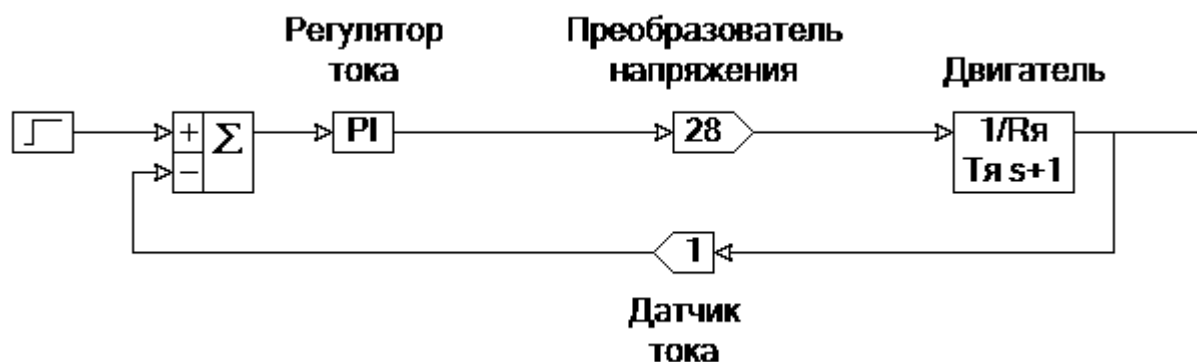 Регулятор
тока
Преобразователь
напряжения
Двигатель
+
−
Σ
PI
28
1/Rя
Tя s+1
1
Датчик
тока